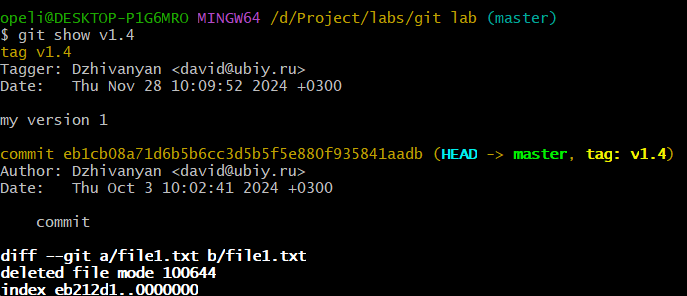 opeli@DESKTOP-P1G6MRO MINGW64 /d/Project/labs/git lab (master)
$ git show v1.4
tag v1.4
Tagger: Dzhivanyan <david@ubiy.ru>
Date:   Thu Nov 28 10:09:52 2024 +0300
my version 1
commit eb1cb08a71d6b5b6cc3d5b5f5e880f935841aadb (HEAD -> master, tag: v1.4)
Author: Dzhivanyan <david@ubiy.ru>
Date:   Thu Oct 3 10:02:41 2024 +0300
    commit
diff --git a/file1.txt b/file1.txt
deleted file mode 100644
index eb212d1..0000000